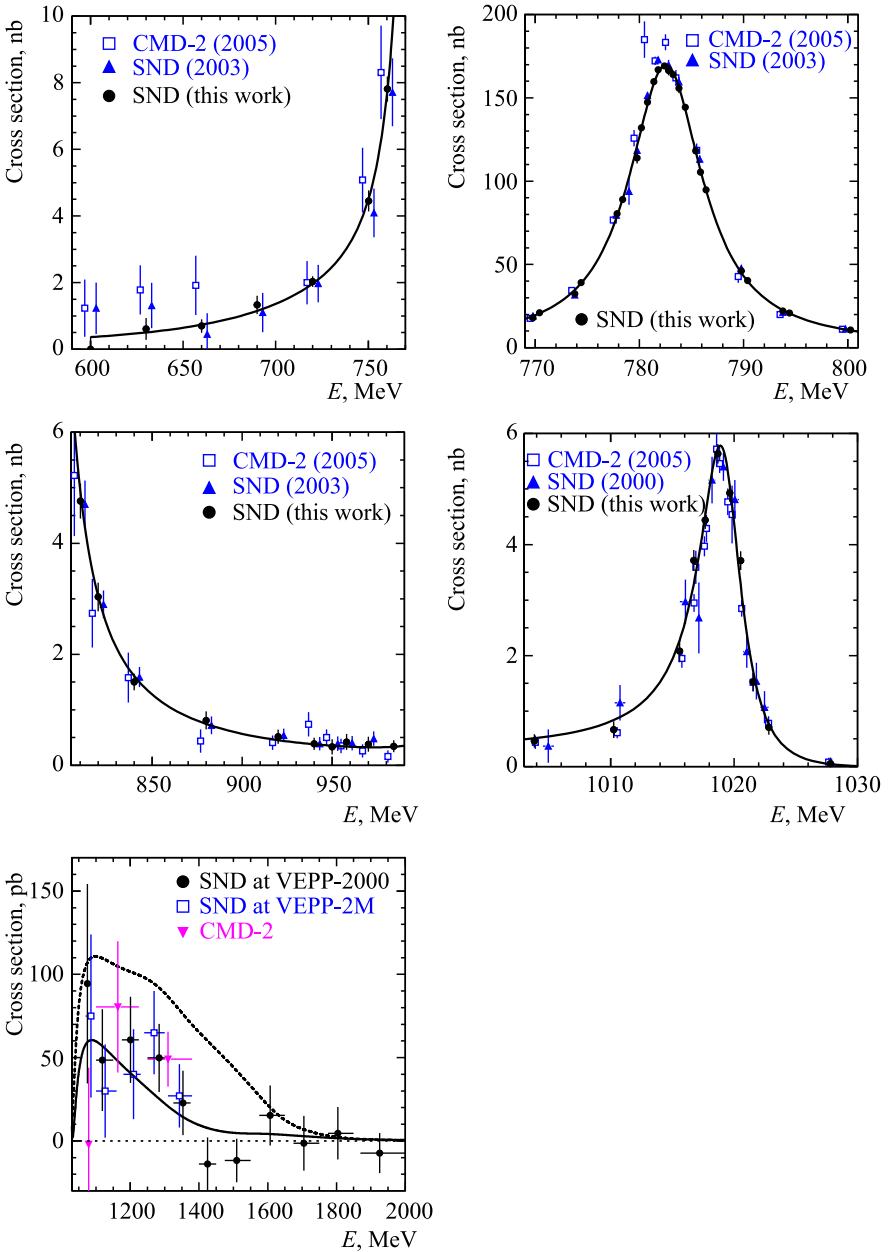 Cross section, nb
10
8
6
4
2
0
CMD-2 (2005)
SND (2003)
SND (this work)
600
650
700
750
E, MeV
Cross section, nb
200
150
100
50
0
CMD-2 (2005)
SND (2003)
SND (this work)
770
780
790
800
E, MeV
Cross section, nb
6
4
2
0
CMD-2 (2005)
SND (2003)
SND (this work)
850
900
950
E, MeV
Cross section, nb
6
4
2
0
CMD-2 (2005)
SND (2000)
SND (this work)
1010
1020
1030
E, MeV
Cross section, pb
150
100
50
0
SND at VEPP-2000
SND at VEPP-2M
CMD-2
1200
1400
1600
1800
2000
E, MeV